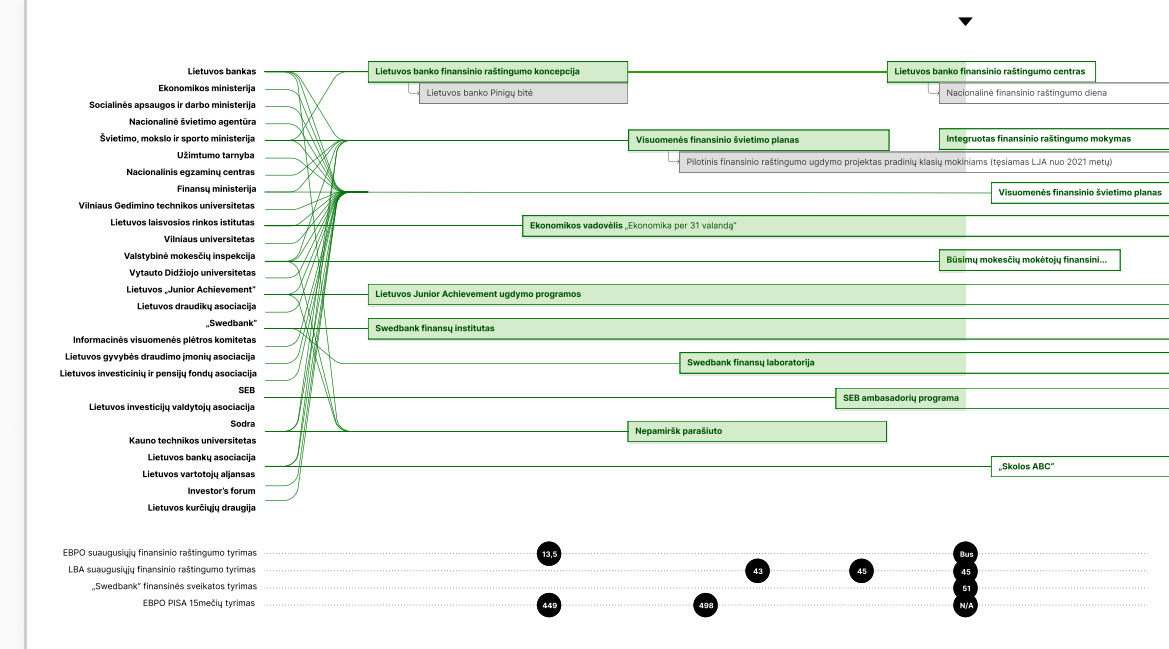 Lietuvos bankas
Ekonomikos ministerija
Socialinės apsaugos ir darbo ministerija
Nacionalinė švietimo agentūra
Švietimo, mokslo ir sporto ministerija
Užimtumo tarnyba
Nacionalinis egzaminų centras
Finansų ministerija
Vilniaus Gedimino technikos universitetas
Lietuvos laisvosios rinkos istitutas
Vilniaus universitetas
Valstybinė mokesčių inspekcija
Vytauto Didžiojo universitetas
Lietuvos „Junior Achievement"
Lietuvos draudikų asociacija
„Swedbank"
Informacinės visuomenės plėtros komitetas
Lietuvos gyvybės draudimo įmonių asociacija
Lietuvos investicinių ir pensijų fondų asociacija
SEB
Lietuvos investicijų valdytojų asociacija
Sodra
Kauno technikos universitetas
Lietuvos bankų asociacija
Lietuvos vartotojų aljansas
Investor's forum
Lietuvos kurčiųjų draugija
Lietuvos banko finansinio raštingumo koncepcija
Lietuvos banko finansinio raštingumo centras
Lietuvos banko Pinigų bitė
Nacionalinė finansinio raštingumo diena
Visuomenės finansinio švietimo planas
Integruotas finansinio raštingumo mokymas
Pilotinis finansinio raštingumo ugdymo projektas pradinių klasių mokiniams (tęsiamas LJA nuo 2021 metų)
Visuomenės finansinio švietimo planas
Ekonomikos vadovėlis „Ekonomika per 31 valandą"
Būsimų mokesčių mokėtojų finansini...
Lietuvos Junior Achievement ugdymo programos
Swedbank finansų institutas
Swedbank finansų laboratorija
SEB ambasadorių programa
Nepamiršk parašiuto
„Skolos ABC"
EBPO suaugusiųjų finansinio raštingumo tyrimas
13,5
Bus
LBA suaugusiųjų finansinio raštingumo tyrimas
43
45
45
„Swedbank" finansinės sveikatos tyrimas
51
EBPO PISA 15mečių tyrimas
449
498
N/A